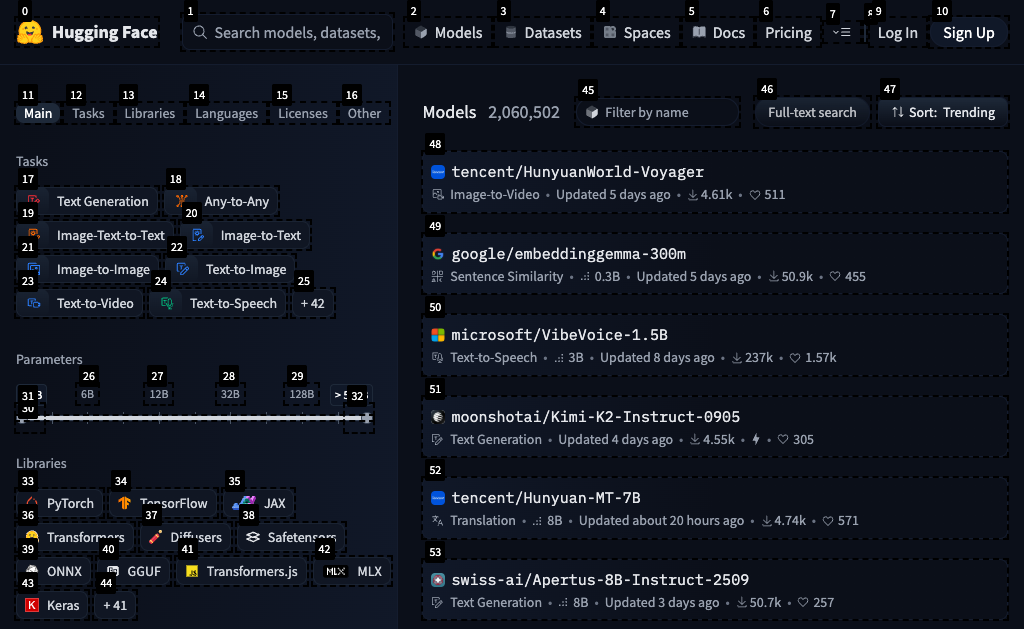 0 1 2 3 4 5 6 7 9 10
Hugging Face Search models, datasets, Models Datasets Spaces Docs Pricing Log In Sign Up
11 12 13 14 15 16
Main Tasks Libraries Languages Licenses Other
Tasks
17 18
Text Generation Any-to-Any
19 20
Image-Text-to-Text Image-to-Text
21 22
Image-to-Image Text-to-Image
23 24 25
Text-to-Video Text-to-Speech + 42
Parameters
26 27 28 29
31 6B 12B 32B 128B 32
30
Libraries
33 34 35
PyTorch TensorFlow JAX
36 37 38
Transformers Diffusers Safetensors
39 40 41 42
ONNX GGUF Transformers.js MLX MLX
43 44
K Keras + 41
45 46 47
Models 2,060,502 Filter by name Full-text search Sort: Trending
48
tencent/HunyuanWorld-Voyager
Image-to-Video • Updated 5 days ago • 4.61k • 511
49
google/embeddinggemma-300m
Sentence Similarity • 0.3B • Updated 5 days ago • 50.9k • 455
50
microsoft/VibeVoice-1.5B
Text-to-Speech • 3B • Updated 8 days ago • 237k • 1.57k
51
moonshotai/Kimi-K2-Instruct-0905
Text Generation • Updated 4 days ago • 4.55k • • 305
52
tencent/Hunyuan-MT-7B
Translation • 8B • Updated about 20 hours ago • 4.74k • 571
53
swiss-ai/Apertus-8B-Instruct-2509
Text Generation • 8B • Updated 3 days ago • 50.7k • 257